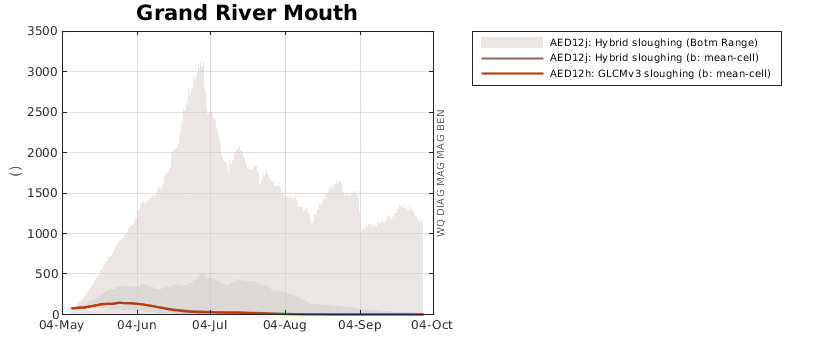 Grand River Mouth
3500
3000
2500
2000
1500
1000
500
0
()
04-May
04-Jun
04-Jul
04-Aug
04-Sep
04-Oct
WQ DIAG MAG MAG BEN
AED12j: Hybrid sloughing (Botm Range)
AED12j: Hybrid sloughing (b: mean-cell)
AED12h: GLCMv3 sloughing (b: mean-cell)